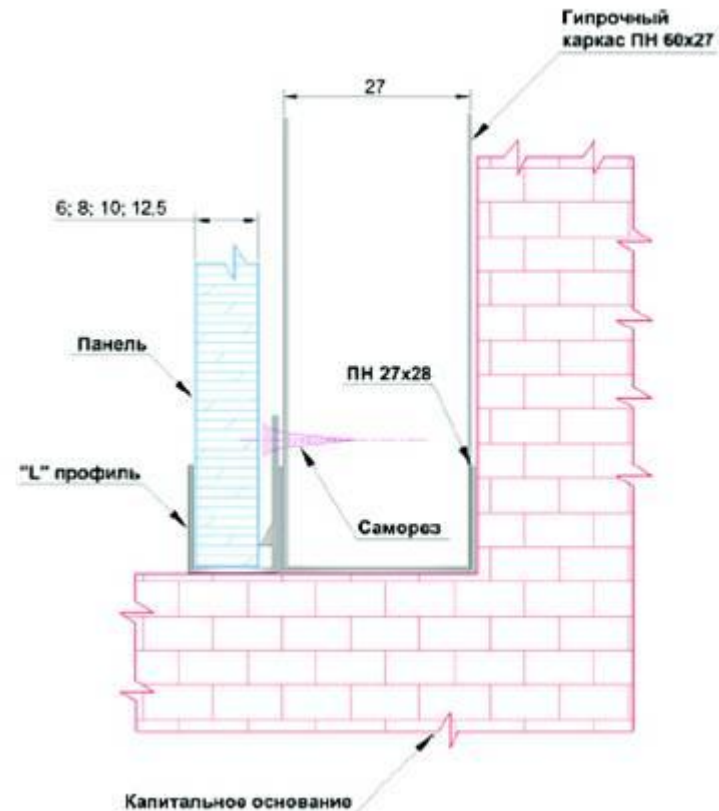 Гипрочный
каркас ПН 60х27
27
6; 8; 10; 12,5
Панель
ПН 27х28
"L" профиль
Саморез
Капитальное основание